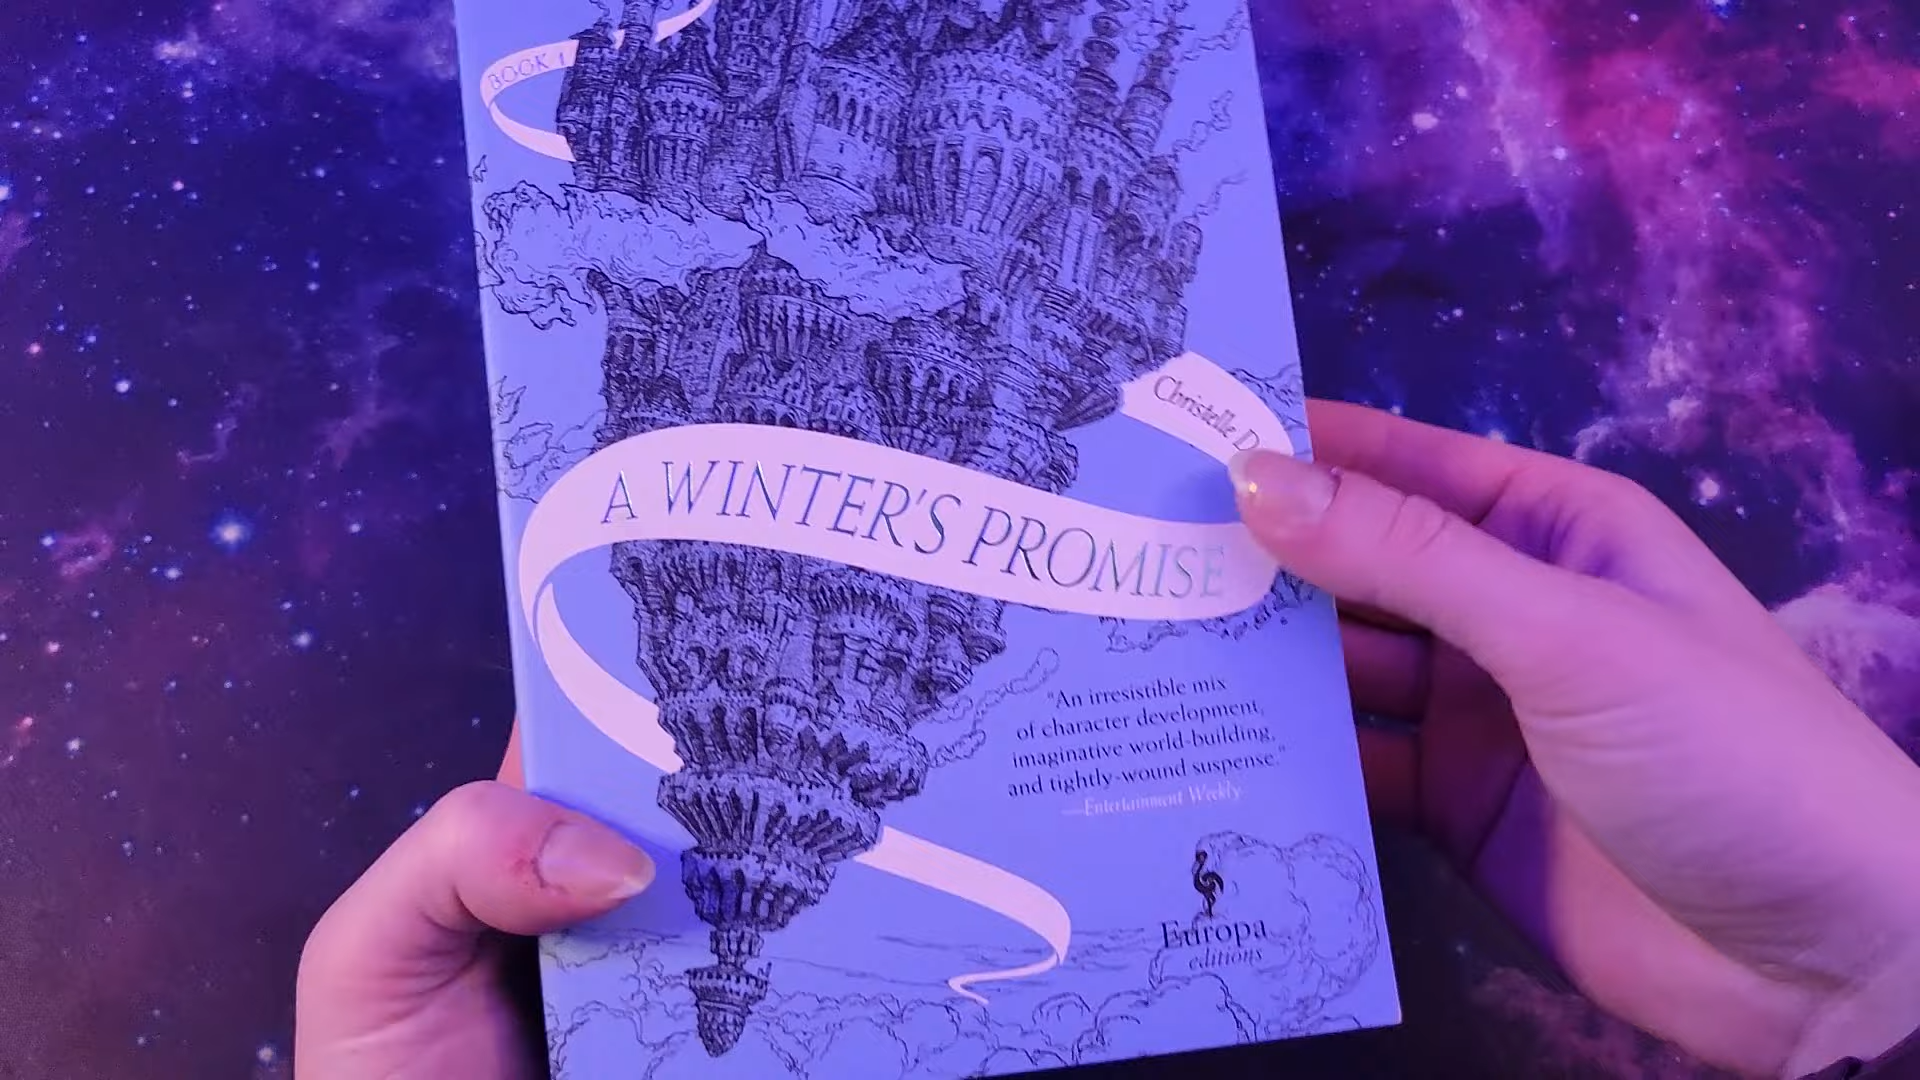 BOOK 1
Christelle D
A WINTER'S PROMISE
"An irresistible mix
of character development,
imaginative world-building,
and tightly-wound suspense."
—Entertainment Weekly
Europa
editions